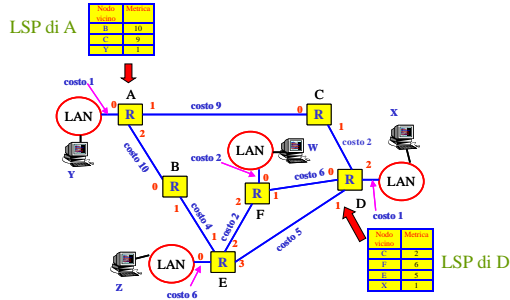 LSP di A
Nodo vicino Metrica
B 10
C 9
Y 1
costo 1
A
0
1
2
R
LAN
Y
costo 9
C
0
1
R
X
costo 2
costo 10
B
0
1
R
LAN
W
costo 2
0
2
1
R
F
costo 6
0
2
1
R
D
LAN
costo 1
costo 4
costo 2
costo 5
Z
LAN
0
1
2
3
R
E
costo 6
Nodo vicino Metrica
C 2
F 6
E 5
X 1
LSP di D